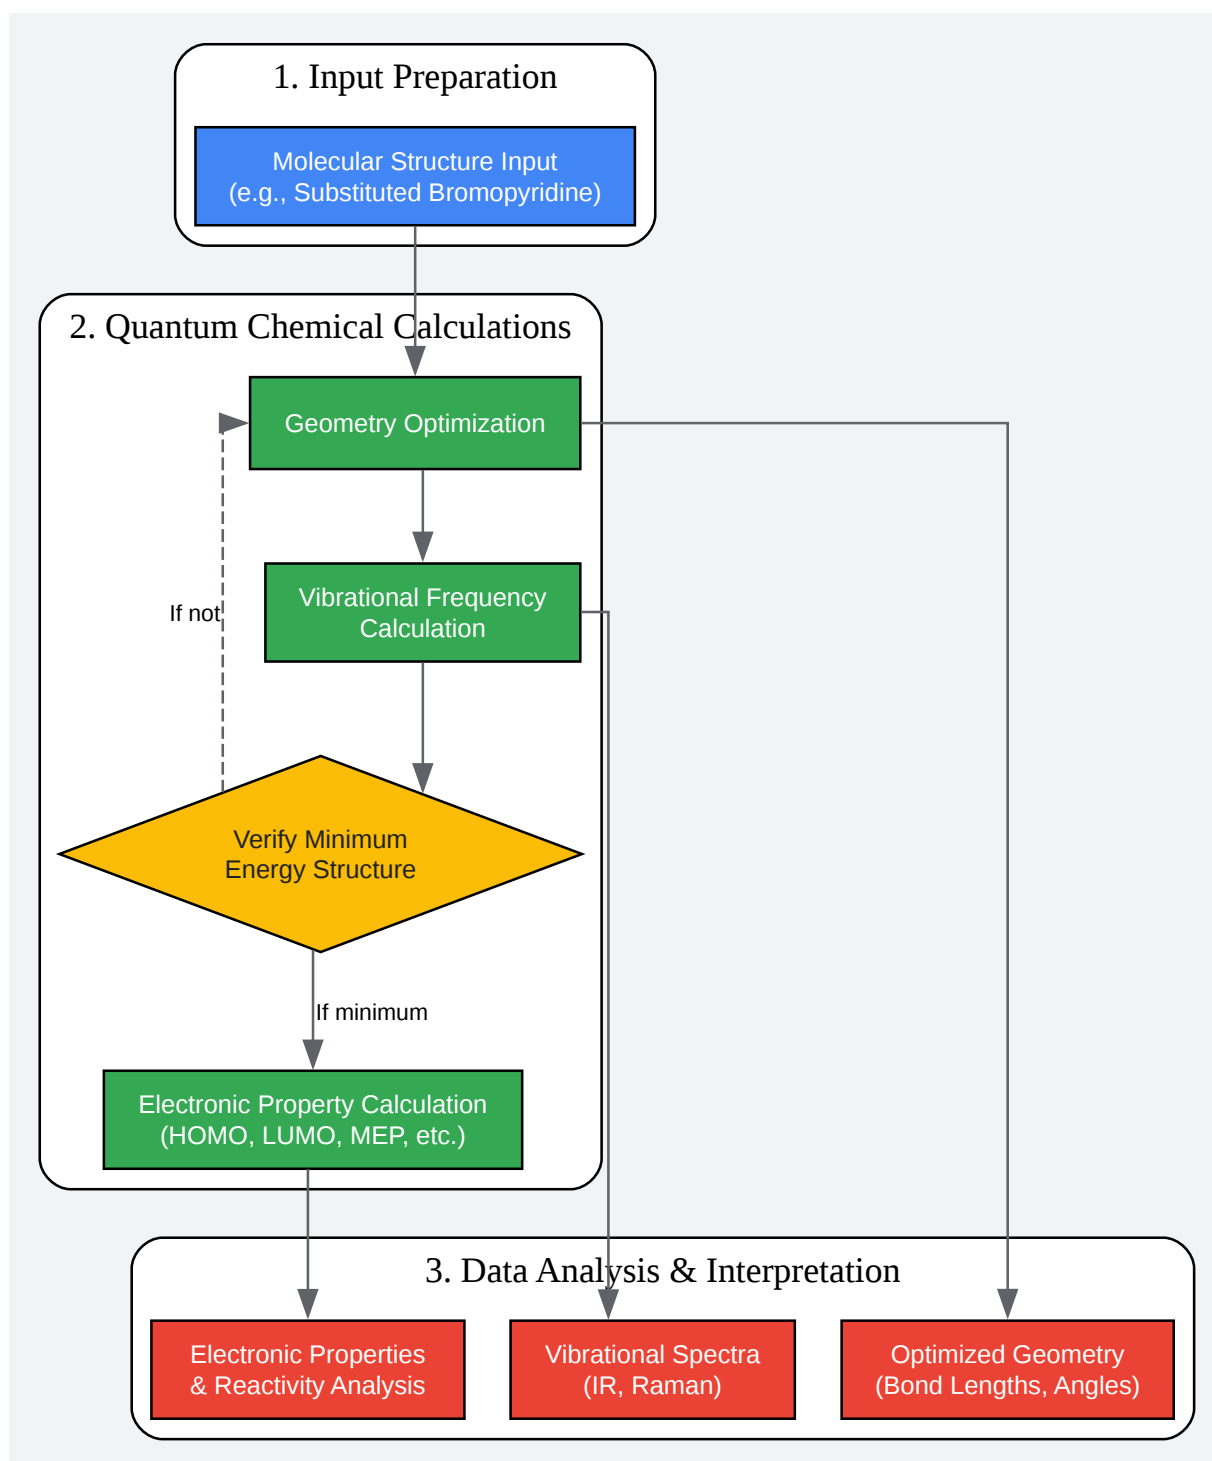 1. Input Preparation
Molecular Structure Input
(e.g., Substituted Bromopyridine)
2. Quantum Chemical Calculations
Geometry Optimization
Vibrational Frequency
Calculation
If not
Verify Minimum
Energy Structure
If minimum
Electronic Property Calculation
(HOMO, LUMO, MEP, etc.)
3. Data Analysis & Interpretation
Electronic Properties
& Reactivity Analysis
Vibrational Spectra
(IR, Raman)
Optimized Geometry
(Bond Lengths, Angles)